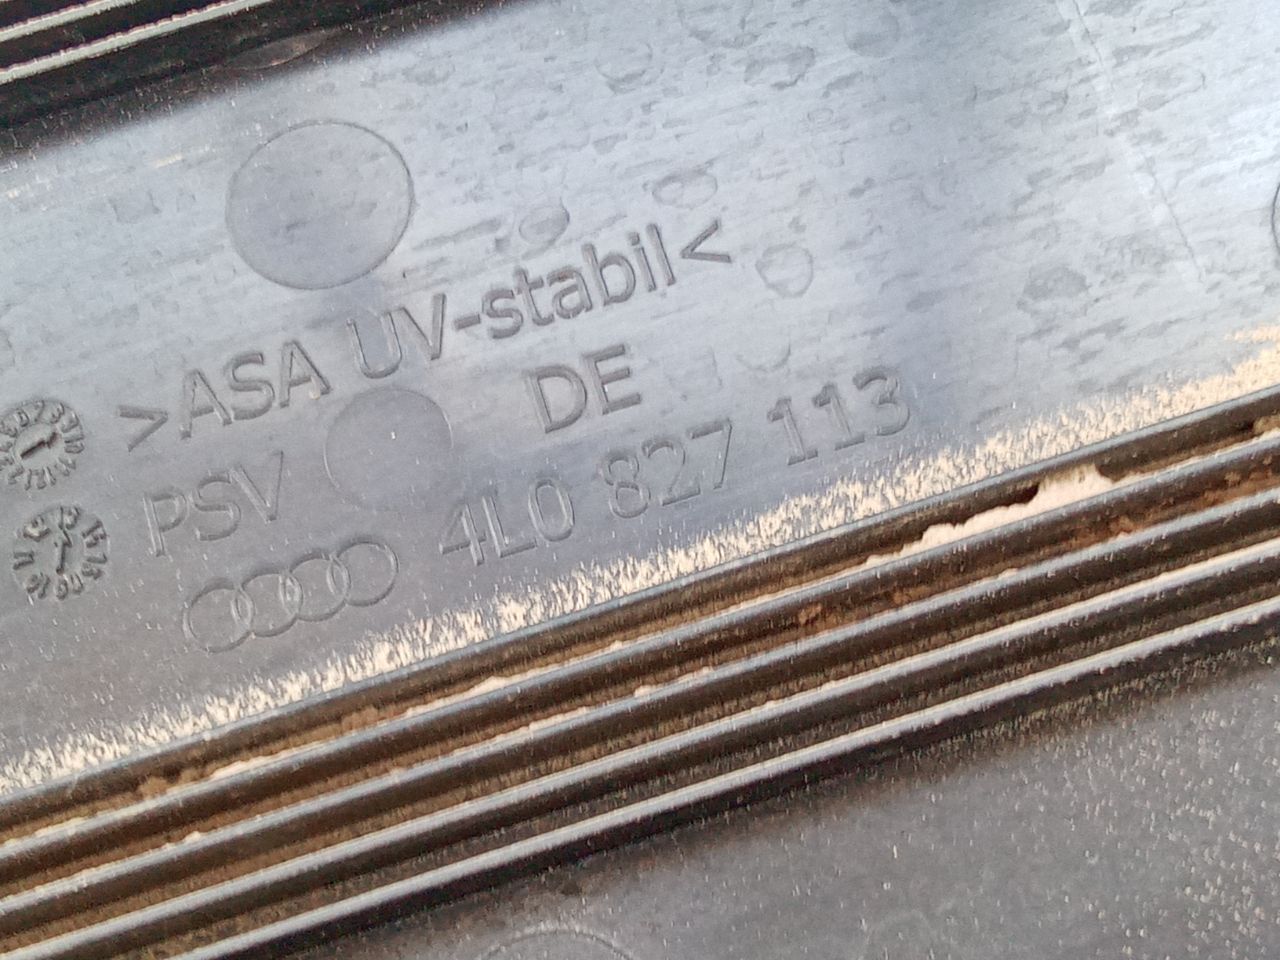 >ASA UV-stabil<
DE
PSV
4L0 827 113